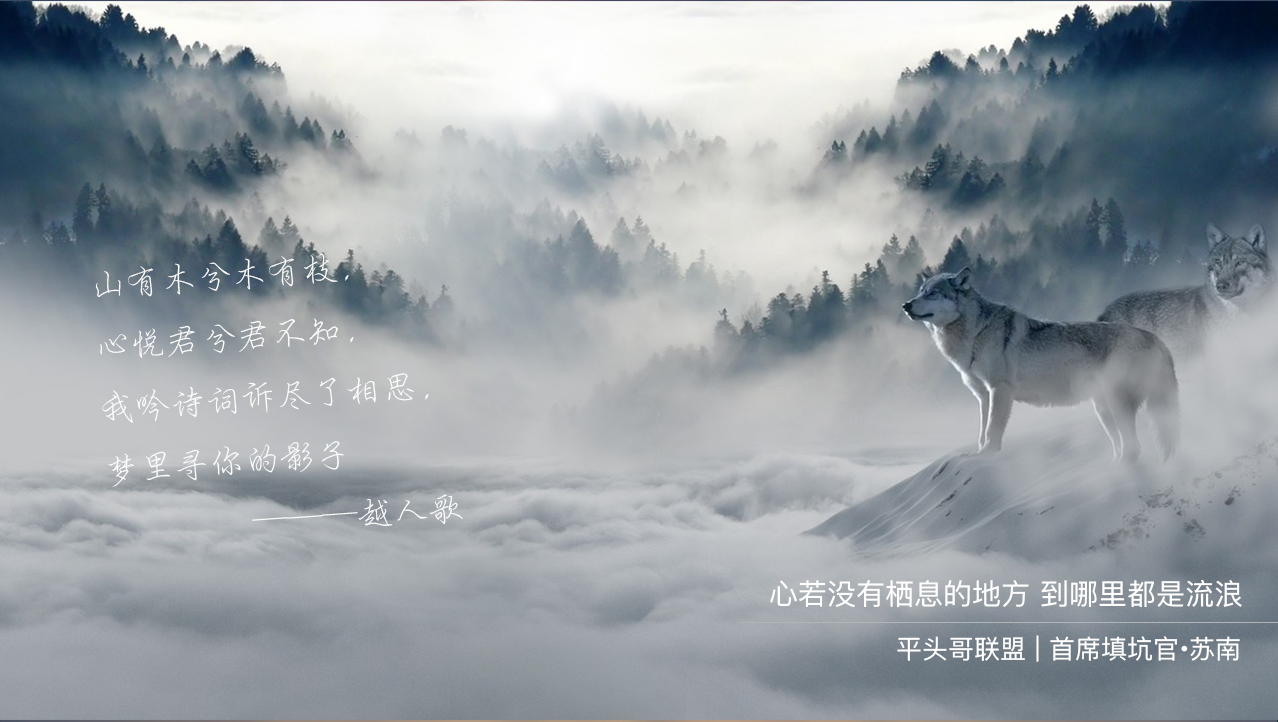 山有木兮木有枝，
心悦君兮君不知，
我吟诗词诉尽了相思，
梦里寻你的影子
———越人歌
心若没有栖息的地方 到哪里都是流浪
平头哥联盟 | 首席填坑官•苏南